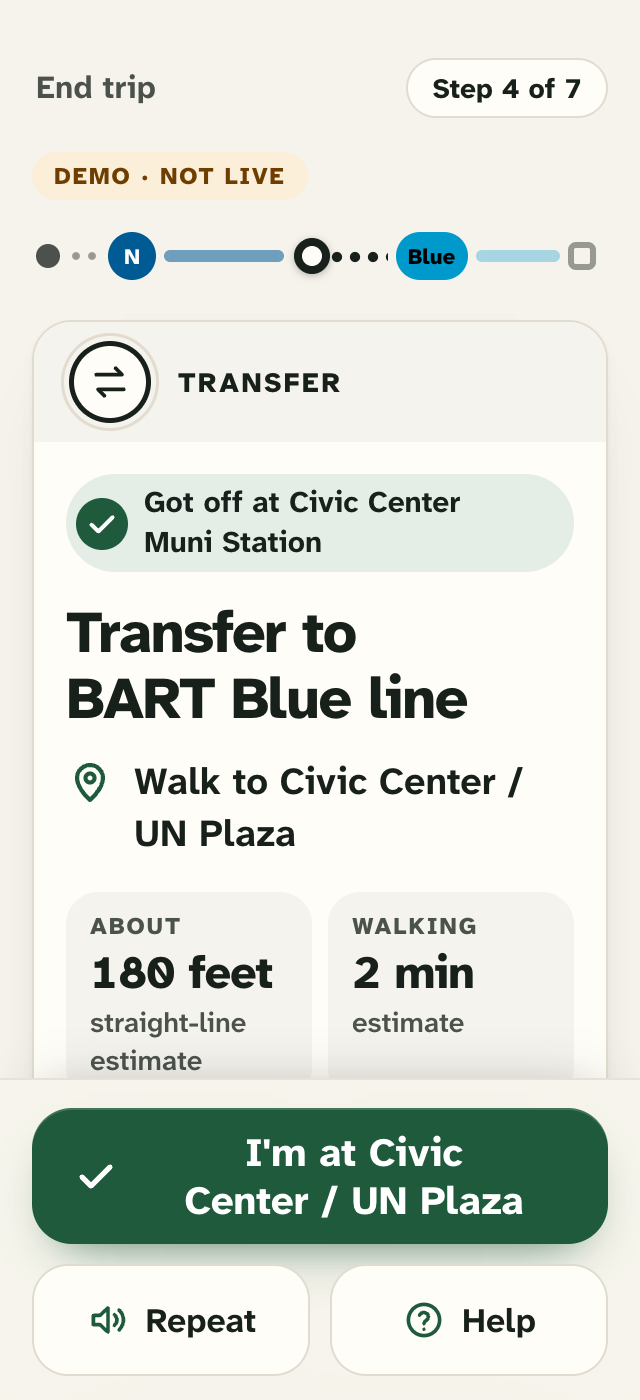 End trip
Step 4 of 7
DEMO · NOT LIVE
N
Blue
TRANSFER
Got off at Civic Center
Muni Station
Transfer to
BART Blue line
Walk to Civic Center /
UN Plaza
ABOUT
180 feet
straight-line
estimate
WALKING
2 min
estimate
I'm at Civic
Center / UN Plaza
Repeat
Help